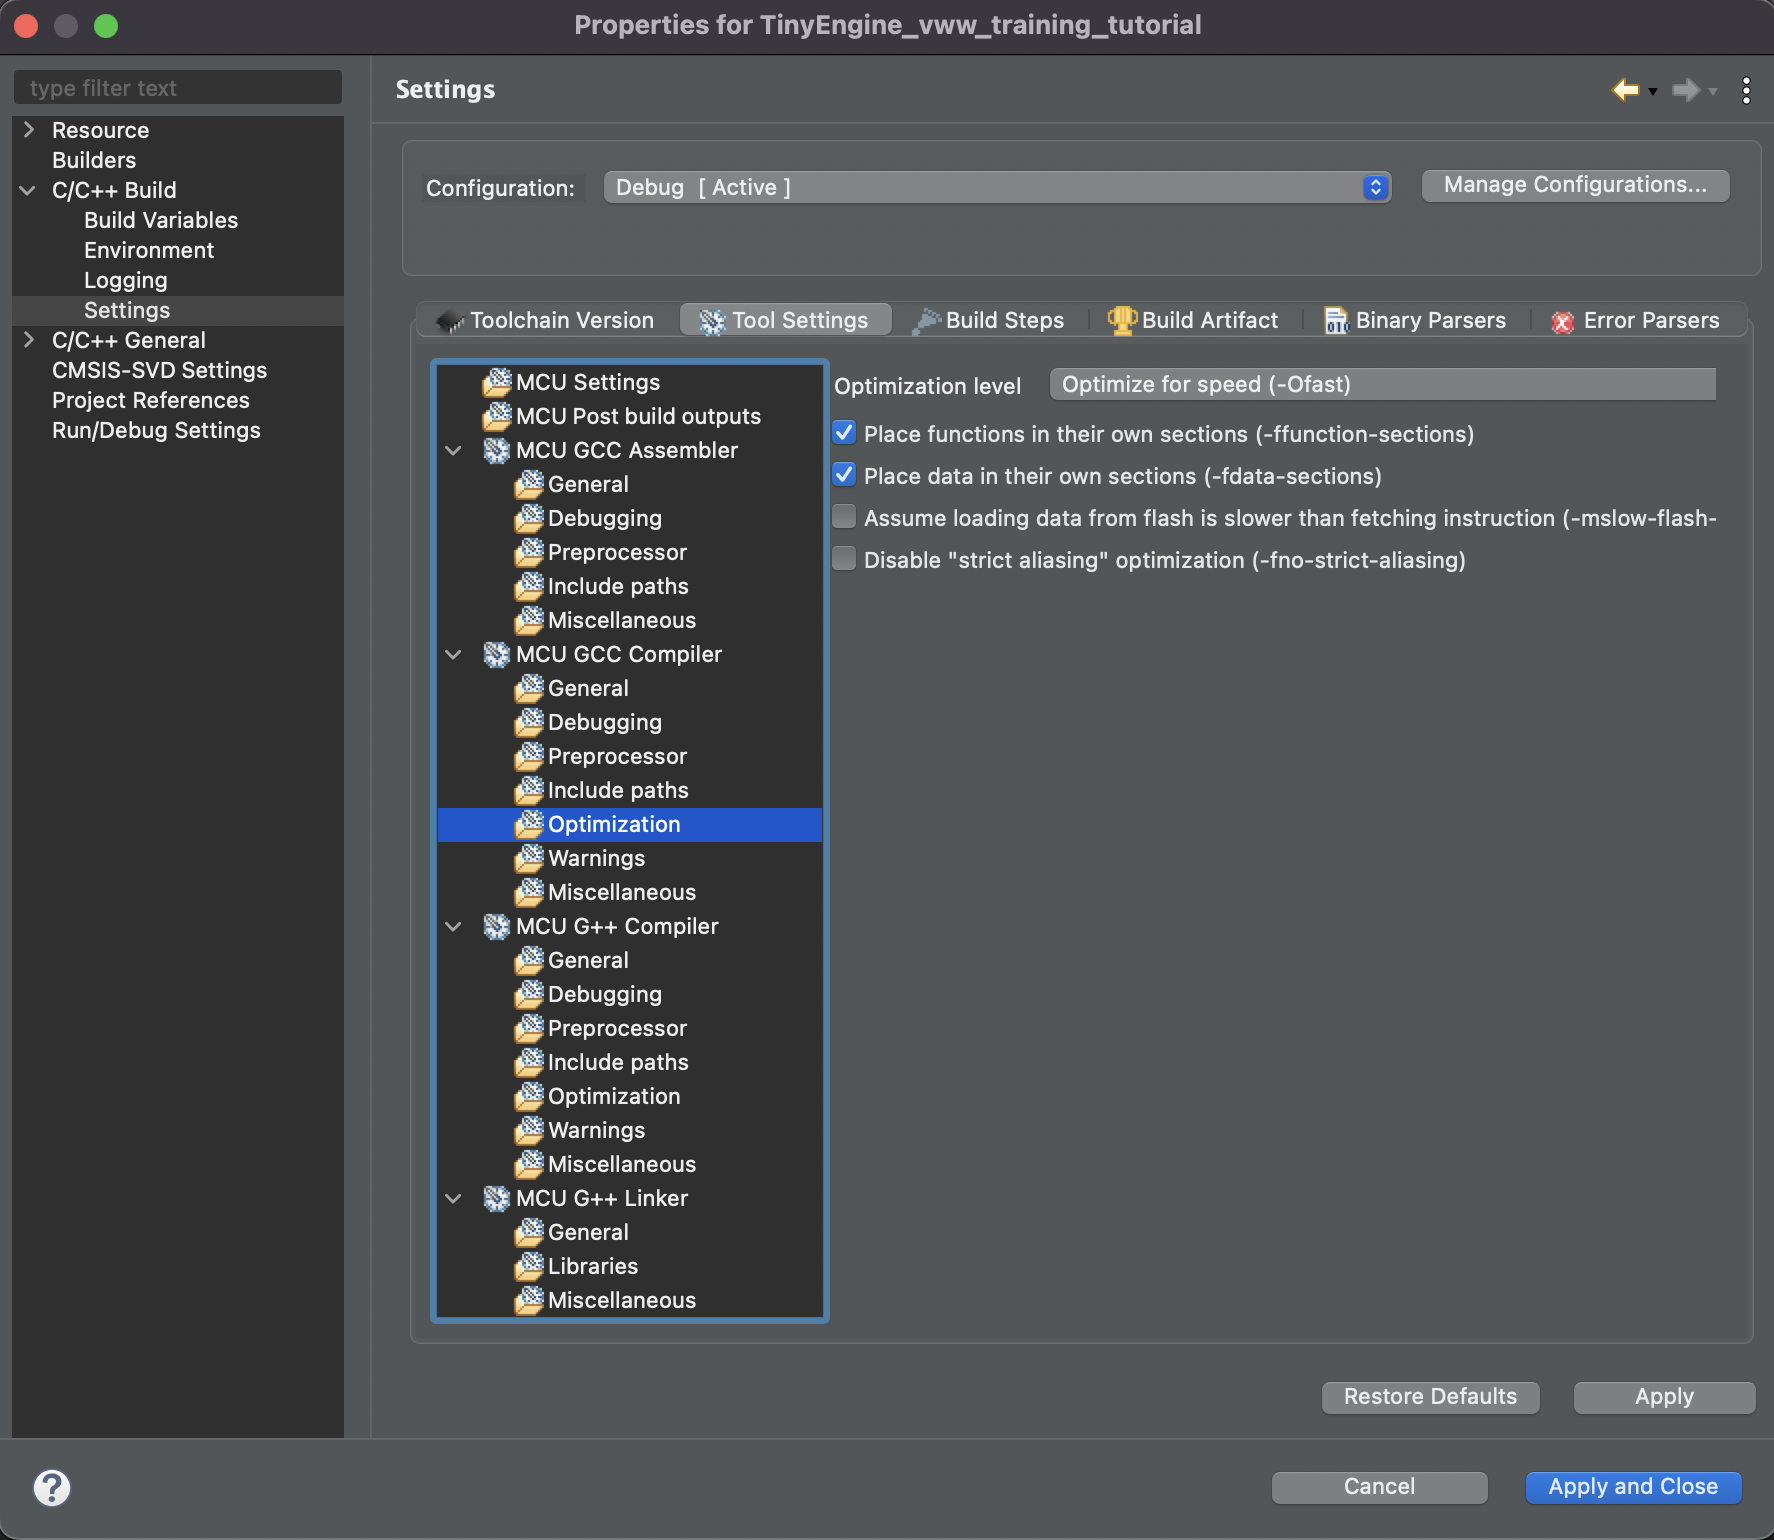 Properties for TinyEngine_vww_training_tutorial
type filter text
Resource
Builders
C/C++ Build
Build Variables
Environment
Logging
Settings
C/C++ General
CMSIS-SVD Settings
Project References
Run/Debug Settings
Settings
Configuration: Debug [ Active ] Manage Configurations...
Toolchain Version Tool Settings Build Steps Build Artifact Binary Parsers Error Parsers
MCU Settings
MCU Post build outputs
MCU GCC Assembler
General
Debugging
Preprocessor
Include paths
Miscellaneous
MCU GCC Compiler
General
Debugging
Preprocessor
Include paths
Optimization
Warnings
Miscellaneous
MCU G++ Compiler
General
Debugging
Preprocessor
Include paths
Optimization
Warnings
Miscellaneous
MCU G++ Linker
General
Libraries
Miscellaneous
Optimization level Optimize for speed (-Ofast)
Place functions in their own sections (-ffunction-sections)
Place data in their own sections (-fdata-sections)
Assume loading data from flash is slower than fetching instruction (-mslow-flash-
Disable "strict aliasing" optimization (-fno-strict-aliasing)
Restore Defaults Apply
? Cancel Apply and Close